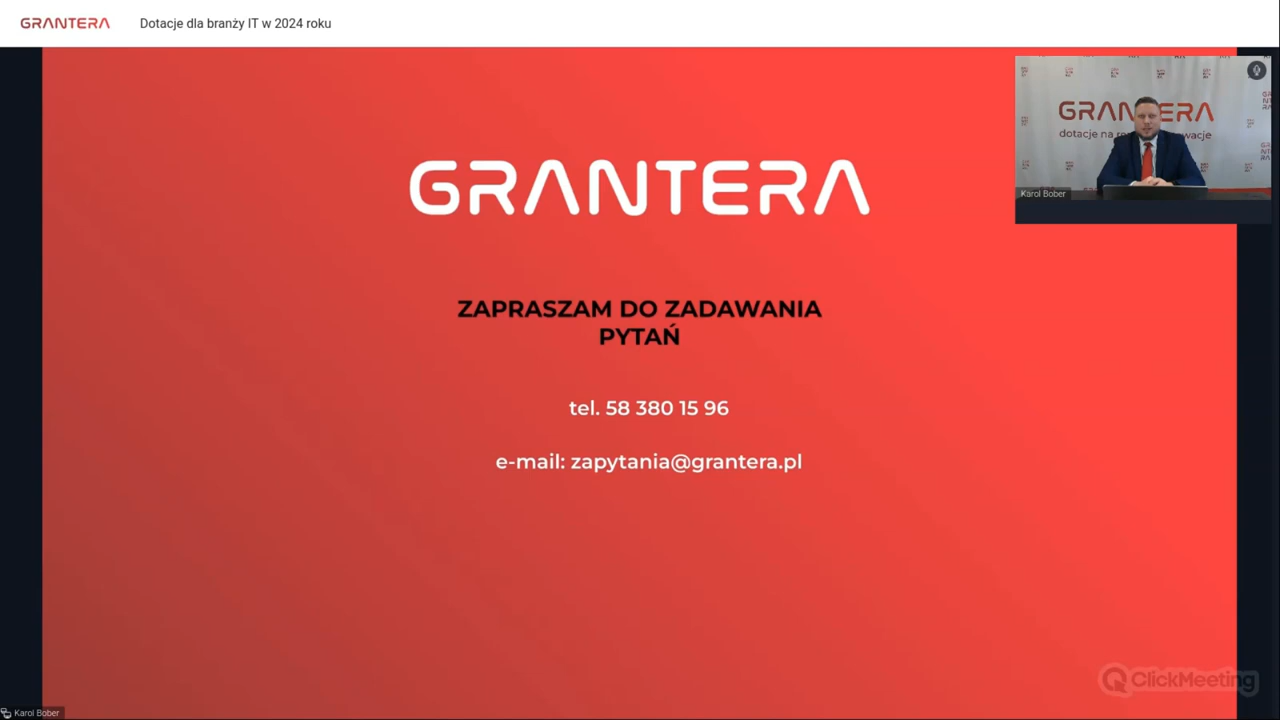 GRANTERA
Dotacje dla branży IT w 2024 roku
GRANTERA
dotacje na
wacje
Karol Bober
GRANTERA
ZAPRASZAM DO ZADAWANIA
PYTAŃ
tel. 58 380 15 96
e-mail: zapytania@grantera.pl
ClickMeeting
Karol Bober